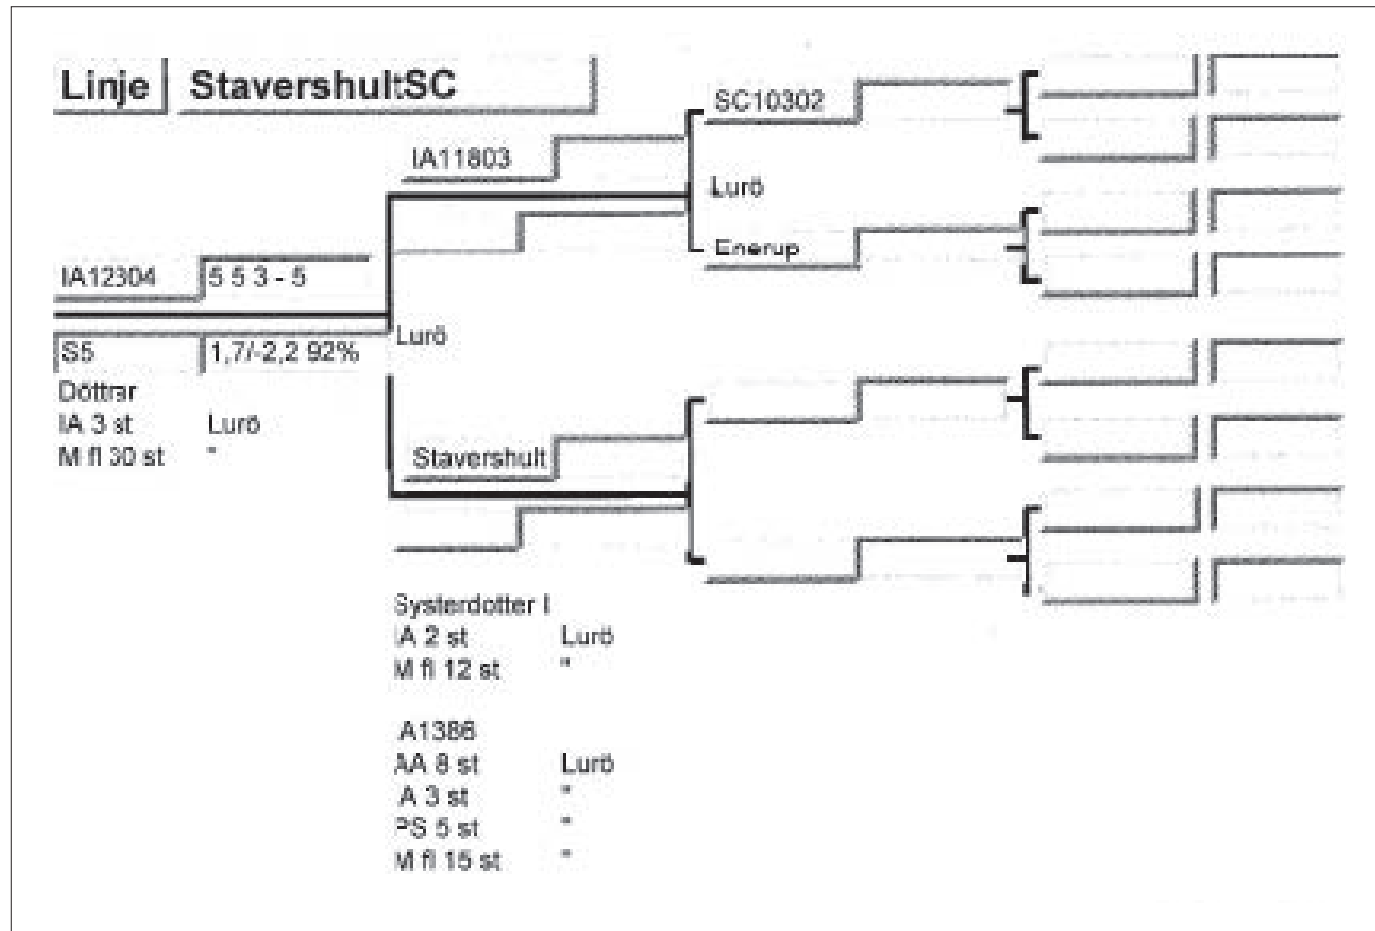 Linje StavershultSC
SC10302
IA11803
Lurö
Enerup
IA12304 5 5 3 - 5
Lurö
S5 1,7/-2,2 92%
Döttrar
IA 3 st Lurö
M fl 30 st "
Stavershult
Systerdotter I
IA 2 st Lurö
M fl 12 st "
IA1386
AA 8 st Lurö
IA 3 st "
PS 5 st "
M fl 15 st "